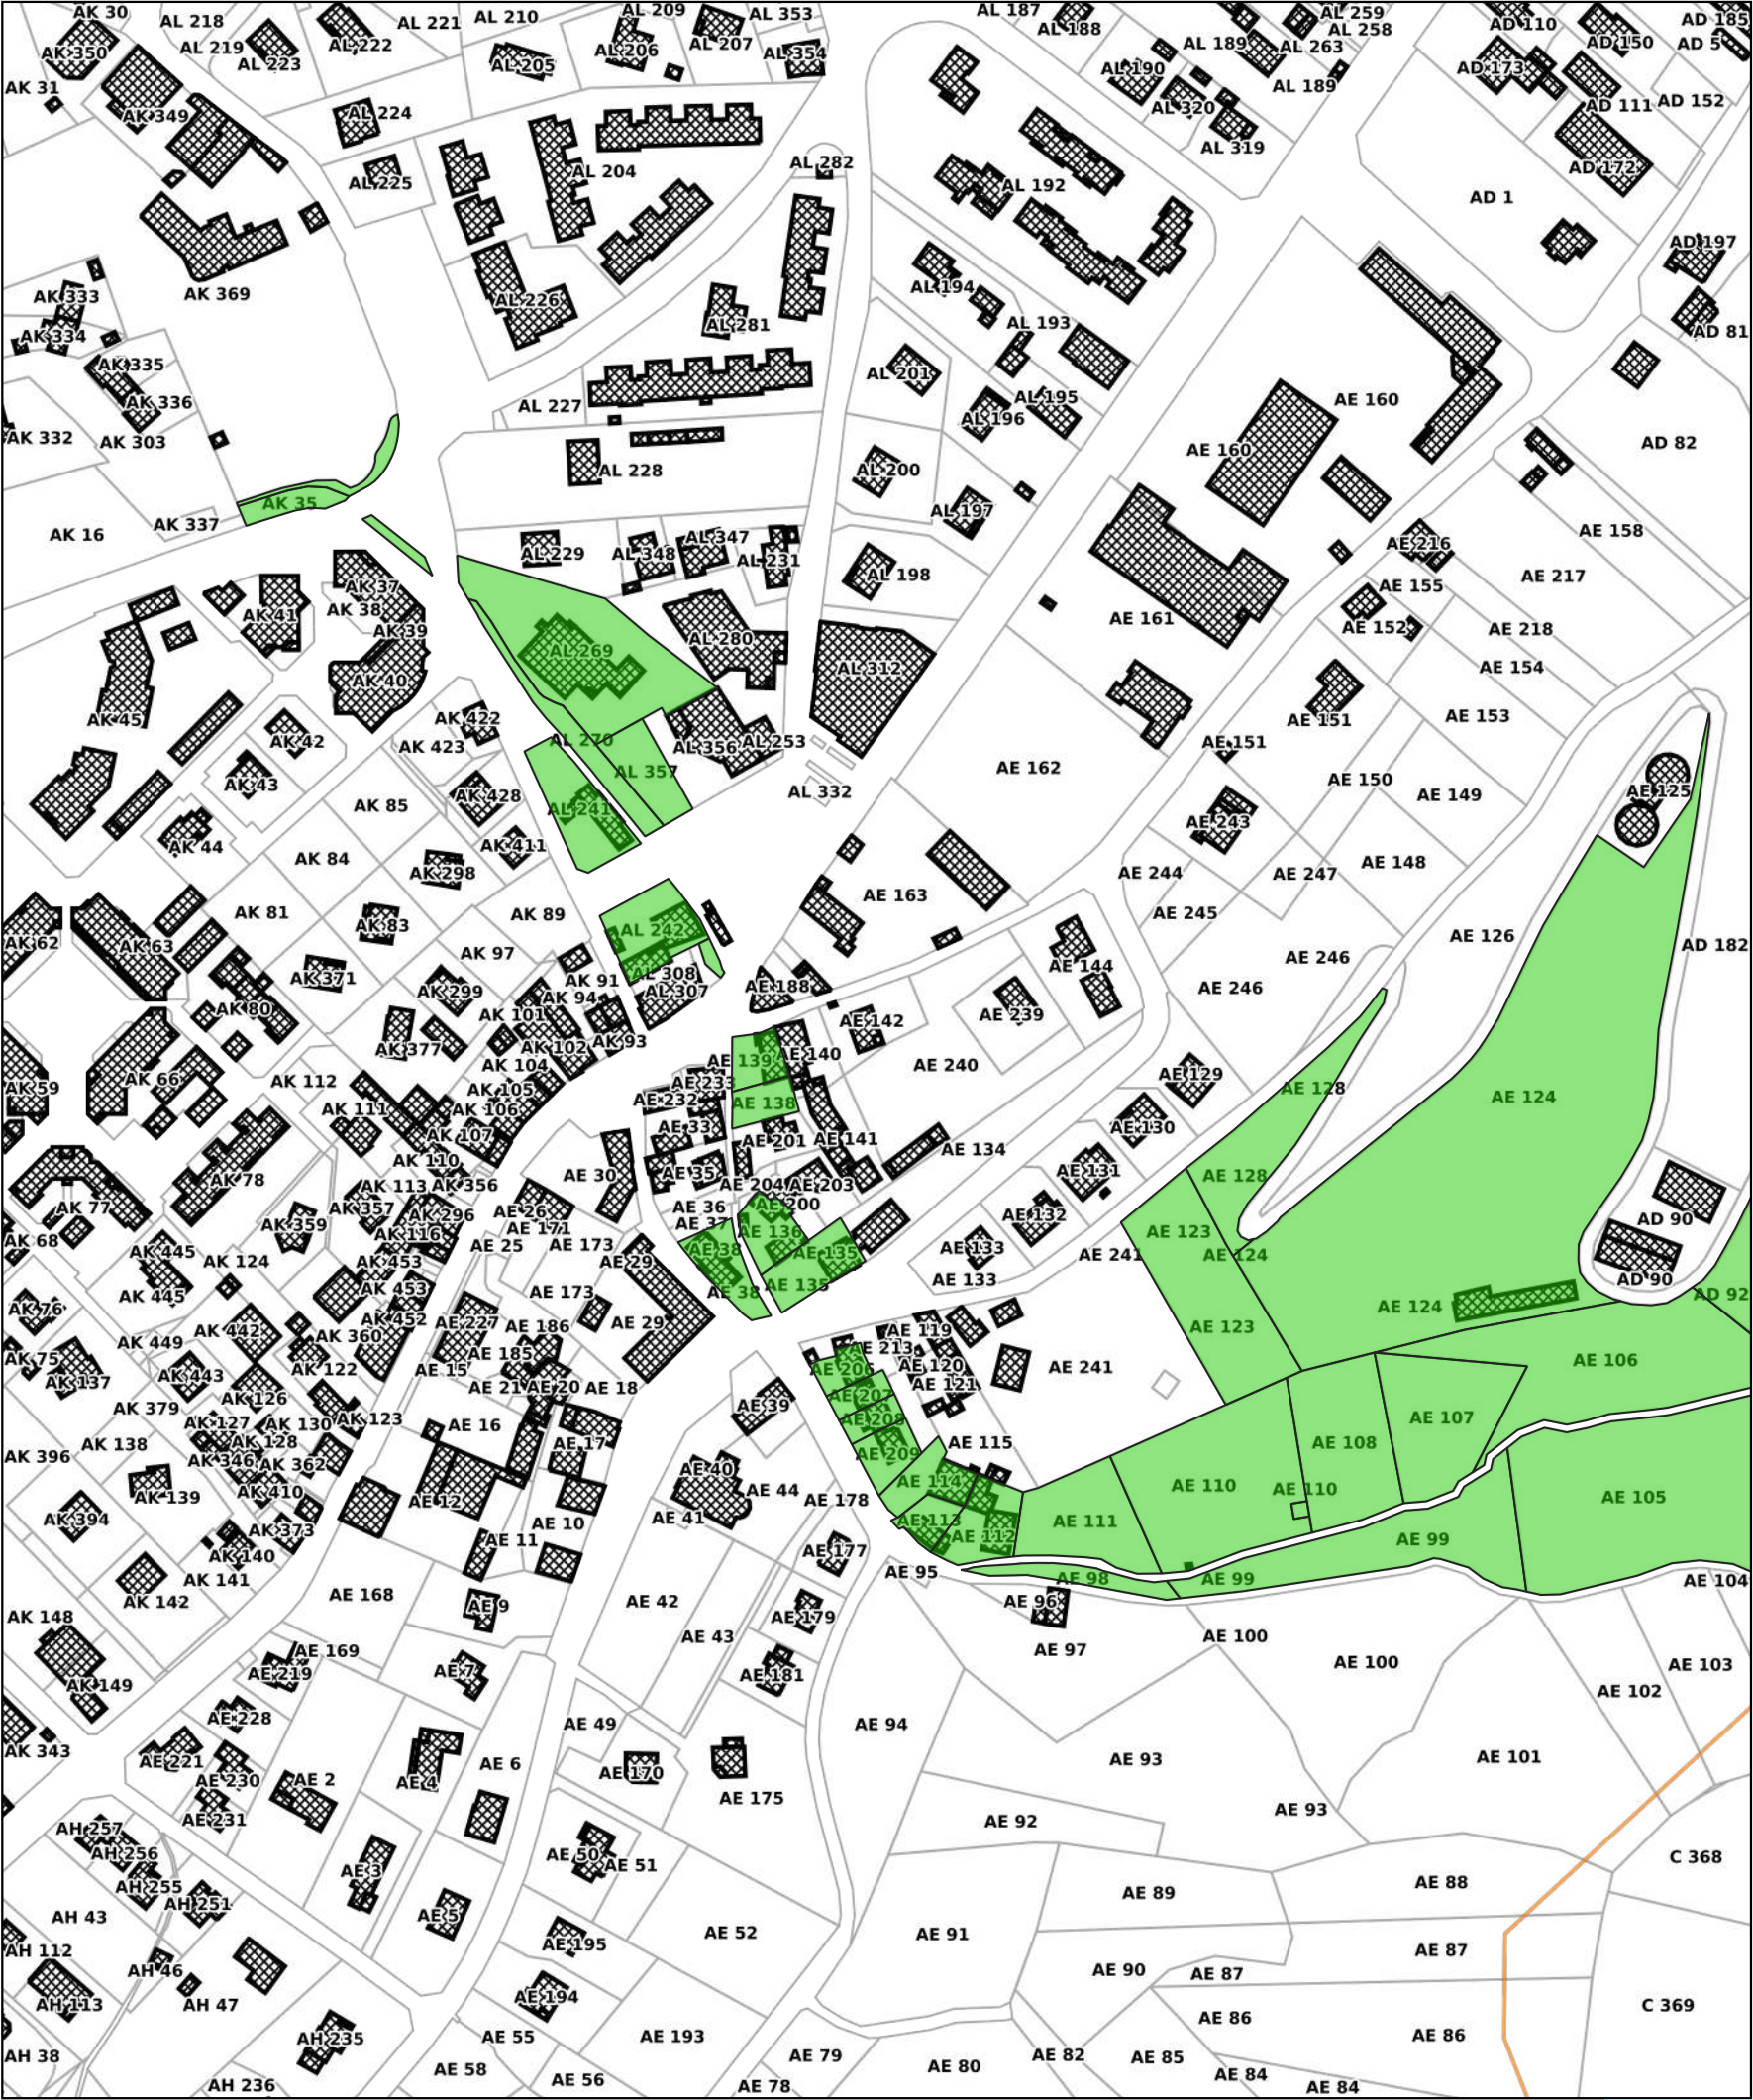 AK 30
AL 218
AL 221
AL 210
AL 209
AL 353
AL 187
AL 188
AL 259
AL 258
AD 110
AD 185
AK 350
AL 219
AL 222
AL 223
AL 205
AL 206
AL 207
AL 354
AL 189
AL 263
AD 150
AD 5
AK 31
AK 349
AL 224
AL 190
AL 320
AL 189
AD 173
AD 111
AD 152
AL 225
AL 204
AL 282
AL 319
AL 192
AD 172
AD 1
AK 369
AK 333
AK 334
AL 226
AL 281
AL 194
AL 193
AD 197
AD 81
AK 335
AK 336
AK 332
AK 303
AL 227
AL 201
AL 195
AL 196
AE 160
AE 160
AD 82
AL 228
AL 200
AL 197
AK 35
AK 337
AK 16
AL 229
AL 348
AL 347
AL 231
AL 198
AE 216
AE 158
AE 155
AE 217
AK 37
AK 38
AK 41
AK 39
AK 40
AL 269
AL 280
AL 312
AE 161
AE 152
AE 218
AE 154
AK 45
AK 422
AK 423
AK 42
AK 43
AL 270
AL 357
AL 356
AL 253
AE 151
AE 151
AE 153
AE 162
AE 150
AE 149
AE 125
AK 85
AK 428
AL 241
AL 332
AK 44
AK 411
AE 243
AK 84
AK 298
AE 148
AE 244
AE 247
AE 163
AK 81
AK 83
AK 89
AL 242
AE 245
AE 126
AD 182
AK 62
AK 63
AK 97
AK 371
AK 299
AK 91
AK 94
AL 308
AL 307
AE 188
AE 144
AE 246
AE 246
AK 80
AK 101
AK 93
AE 142
AE 239
AK 377
AK 102
AK 104
AE 139
AE 140
AE 240
AK 59
AK 66
AK 112
AK 105
AE 233
AE 232
AE 138
AE 129
AE 128
AE 124
AK 111
AK 106
AK 107
AE 33
AE 201
AE 141
AE 130
AE 134
AK 110
AK 78
AE 30
AE 35
AE 204
AE 203
AE 131
AE 128
AK 113
AK 356
AK 77
AK 357
AK 296
AE 26
AE 36
AE 200
AE 132
AK 359
AK 116
AE 171
AE 37
AE 136
AK 68
AK 445
AE 25
AE 173
AE 38
AE 135
AE 133
AE 241
AE 123
AE 124
AD 90
AK 124
AK 453
AE 29
AK 445
AK 453
AE 173
AE 38
AE 135
AE 133
AD 90
AD 92
AK 76
AK 452
AE 227
AE 186
AE 29
AE 124
AE 123
AK 449
AK 442
AK 360
AE 185
AE 119
AE 213
AE 106
AK 75
AK 137
AK 443
AK 122
AE 15
AE 206
AE 120
AE 121
AE 241
AK 126
AE 21
AE 20
AE 18
AE 207
AK 379
AK 127
AK 130
AK 123
AE 16
AE 39
AE 208
AE 107
AK 396
AK 138
AK 128
AK 346
AK 362
AE 17
AE 209
AE 115
AE 108
AK 139
AK 410
AE 12
AE 40
AE 44
AE 178
AE 114
AE 110
AE 110
AE 105
AK 394
AK 373
AE 11
AE 10
AE 41
AE 113
AE 112
AE 111
AE 99
AK 140
AE 177
AE 95
AK 141
AK 142
AE 168
AE 98
AE 99
AE 104
AK 148
AE 9
AE 42
AE 179
AE 96
AE 43
AE 97
AE 100
AE 100
AK 149
AE 169
AE 219
AE 7
AE 181
AE 103
AE 102
AE 228
AK 343
AE 221
AE 49
AE 94
AE 93
AE 101
AE 230
AE 2
AE 4
AE 6
AE 170
AE 175
AE 231
AE 92
AE 93
AH 257
AH 256
AH 255
AH 251
AE 3
AE 50
AE 51
AE 89
AE 88
C 368
AH 43
AE 5
AE 195
AE 52
AE 91
AE 87
AH 112
AH 46
AE 90
AE 87
AH 113
AH 47
AE 194
AE 86
AE 86
C 369
AH 235
AE 55
AE 193
AH 38
AE 58
AE 56
AE 79
AE 80
AE 82
AE 85
AE 84
AE 84
AH 236
AE 78